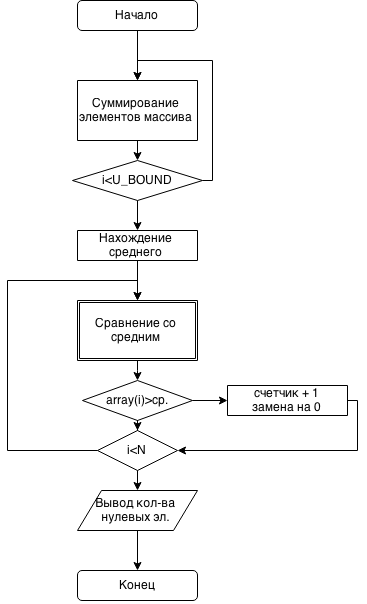 Начало
Суммирование
элементов массива
i<U_BOUND
Нахождение
среднего
Сравнение со
средним
array(i)>ср.
счетчик + 1
замена на 0
i<N
Вывод кол-ва
нулевых эл.
Конец